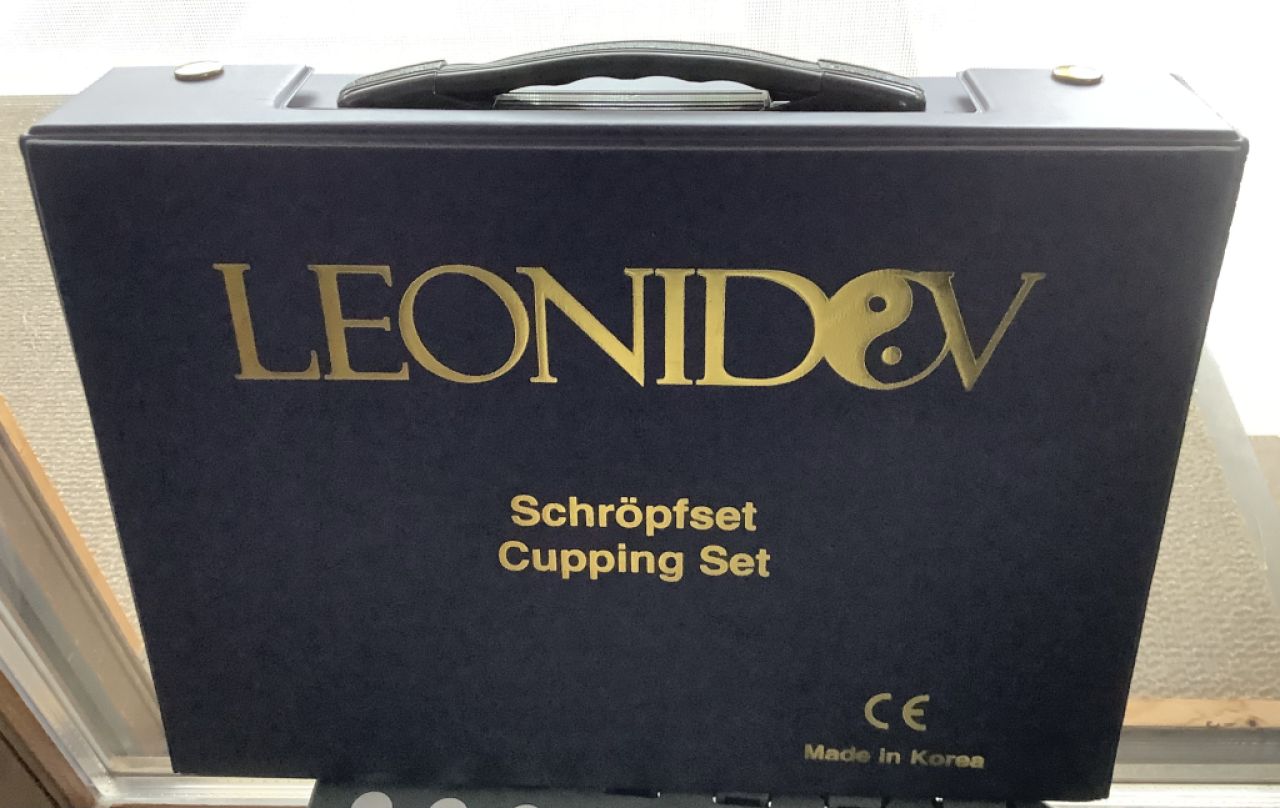 LEONIDOV
Schröpfset
Cupping Set
CE
Made in Korea